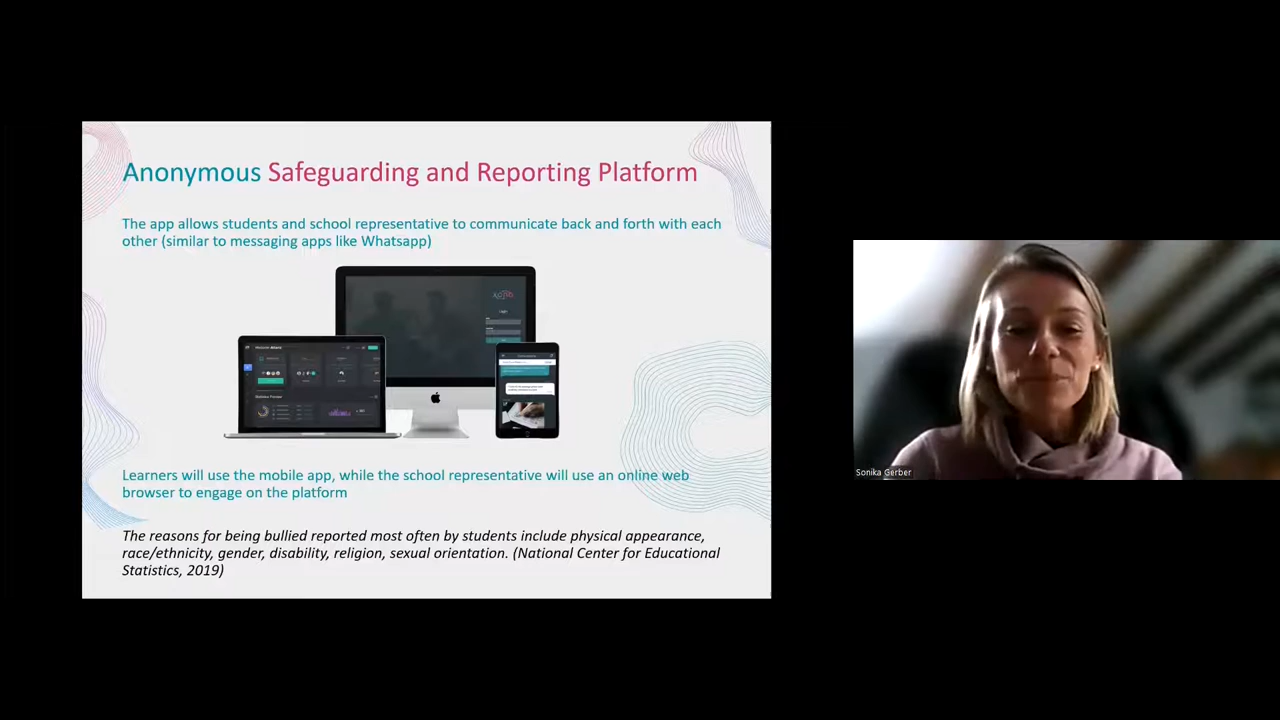 Anonymous Safeguarding and Reporting Platform
The app allows students and school representative to communicate back and forth with each
other (similar to messaging apps like Whatsapp)
Login
Learners will use the mobile app, while the school representative will use an online web
browser to engage on the platform
The reasons for being bullied reported most often by students include physical appearance,
race/ethnicity, gender, disability, religion, sexual orientation. (National Center for Educational
Statistics, 2019)
Sonika Gerber